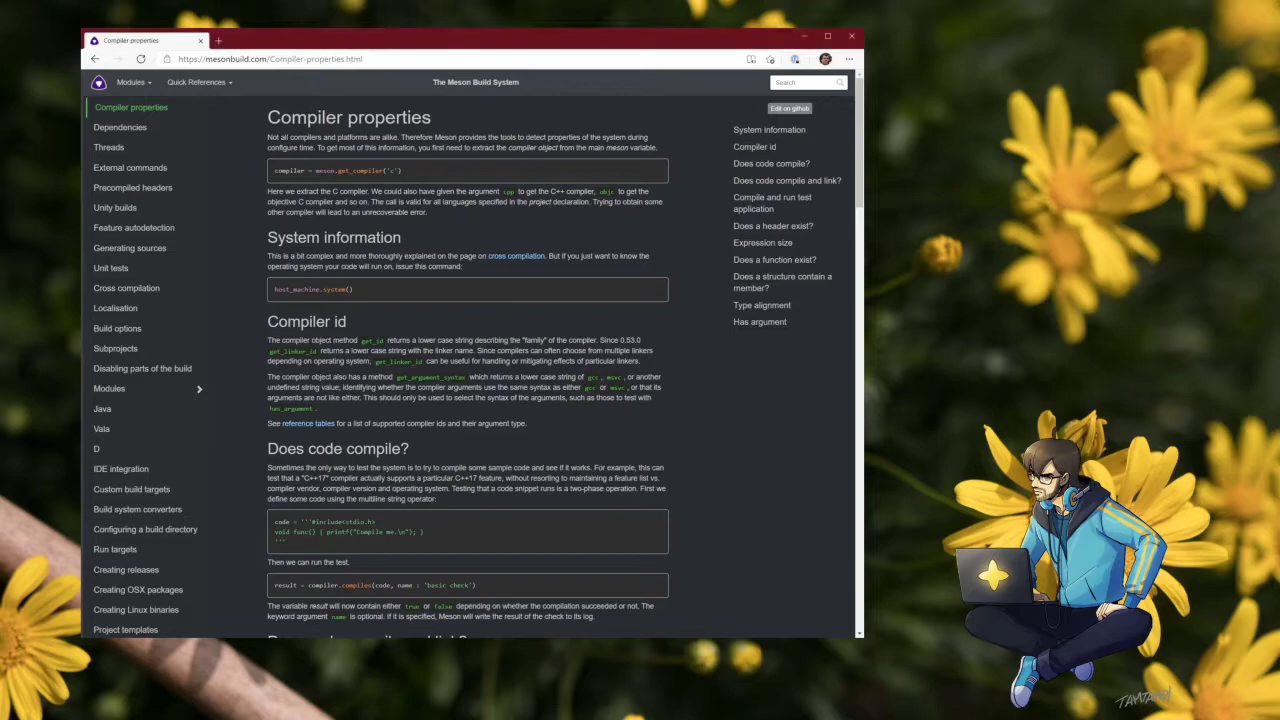 Compiler properties
https://mesonbuild.com/Compiler-properties.html
Modules
Quick References
The Meson Build System
Search
Compiler properties
Dependencies
Threads
External commands
Precompiled headers
Unity builds
Feature autodetection
Generating sources
Unit tests
Cross compilation
Localisation
Build options
Subprojects
Disabling parts of the build
Modules
Java
Vala
D
IDE integration
Custom build targets
Build system converters
Configuring a build directory
Run targets
Creating releases
Creating OSX packages
Creating Linux binaries
Project templates
Compiler properties
Not all compilers and platforms are alike. Therefore Meson provides the tools to detect properties of the system during
configure time. To get most of this information, you first need to extract the compiler object from the main meson variable.
compiler = meson.get_compiler('c')
Here we extract the C compiler. We could also have given the argument cpp to get the C++ compiler, objc to get the
objective C compiler and so on. The call is valid for all languages specified in the project declaration. Trying to obtain some
other compiler will lead to an unrecoverable error.
System information
This is a bit complex and more thoroughly explained on the page on cross compilation. But if you just want to know the
operating system your code will run on, issue this command:
host_machine.system()
Compiler id
The compiler object method get_id returns a lower case string describing the "family" of the compiler. Since 0.53.0
get_linker_id returns a lower case string with the linker name. Since compilers can often choose from multiple linkers
depending on operating system, get_linker_id can be useful for handling or mitigating effects of particular linkers.
The compiler object also has a method get_argument_syntax which returns a lower case string of gcc, msvc, or another
undefined string value; identifying whether the compiler arguments use the same syntax as either gcc or msvc, or that its
arguments are not like either. This should only be used to select the syntax of the arguments, such as those to test with
has_argument.
See reference tables for a list of supported compiler ids and their argument type.
Does code compile?
Sometimes the only way to test the system is to try to compile some sample code and see if it works. For example, this can
test that a "C++17" compiler actually supports a particular C++17 feature, without resorting to maintaining a feature list vs.
compiler vendor, compiler version and operating system. Testing that a code snippet runs is a two-phase operation. First we
define some code using the multiline string operator:
code = '''#include<stdio.h>
void func() { printf("Compile me.\n"); }
'''
Then we can run the test.
result = compiler.compiles(code, name : 'basic check')
The variable result will now contain either true or false depending on whether the compilation succeeded or not. The
keyword argument name is optional. If it is specified, Meson will write the result of the check to its log.
Edit on github
System information
Compiler id
Does code compile?
Does code compile and link?
Compile and run test
application
Does a header exist?
Expression size
Does a function exist?
Does a structure contain a
member?
Type alignment
Has argument